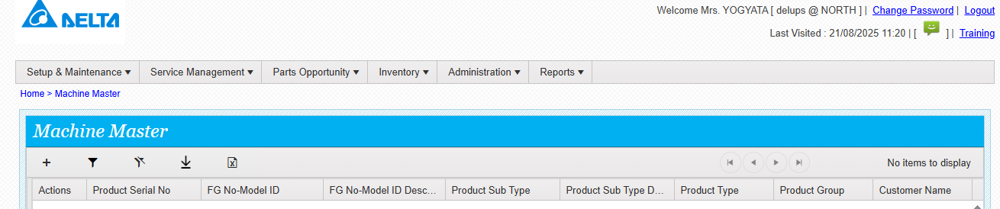 DELTA
Welcome Mrs. YOGYATA [ delups @ NORTH ] | Change Password | Logout
Last Visited : 21/08/2025 11:20 | [ ] | Training
Setup & Maintenance Service Management Parts Opportunity Inventory Administration Reports
Home > Machine Master
Machine Master
No items to display
Actions Product Serial No FG No-Model ID FG No-Model ID Desc... Product Sub Type Product Sub Type D... Product Type Product Group Customer Name